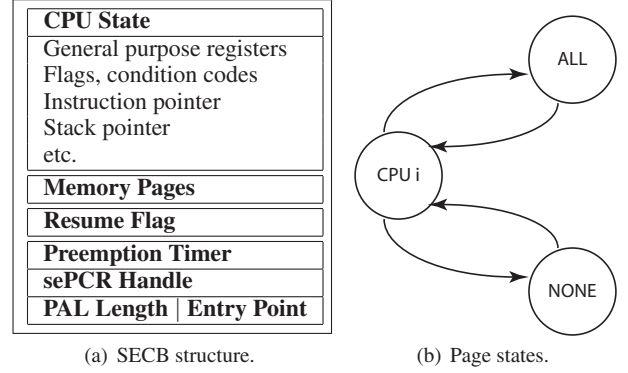 CPU State
General purpose registers
Flags, condition codes
Instruction pointer
Stack pointer
etc.
Memory Pages
Resume Flag
Preemption Timer
sePCR Handle
PAL Length | Entry Point
(a) SECB structure.
ALL
CPU i
NONE
(b) Page states.